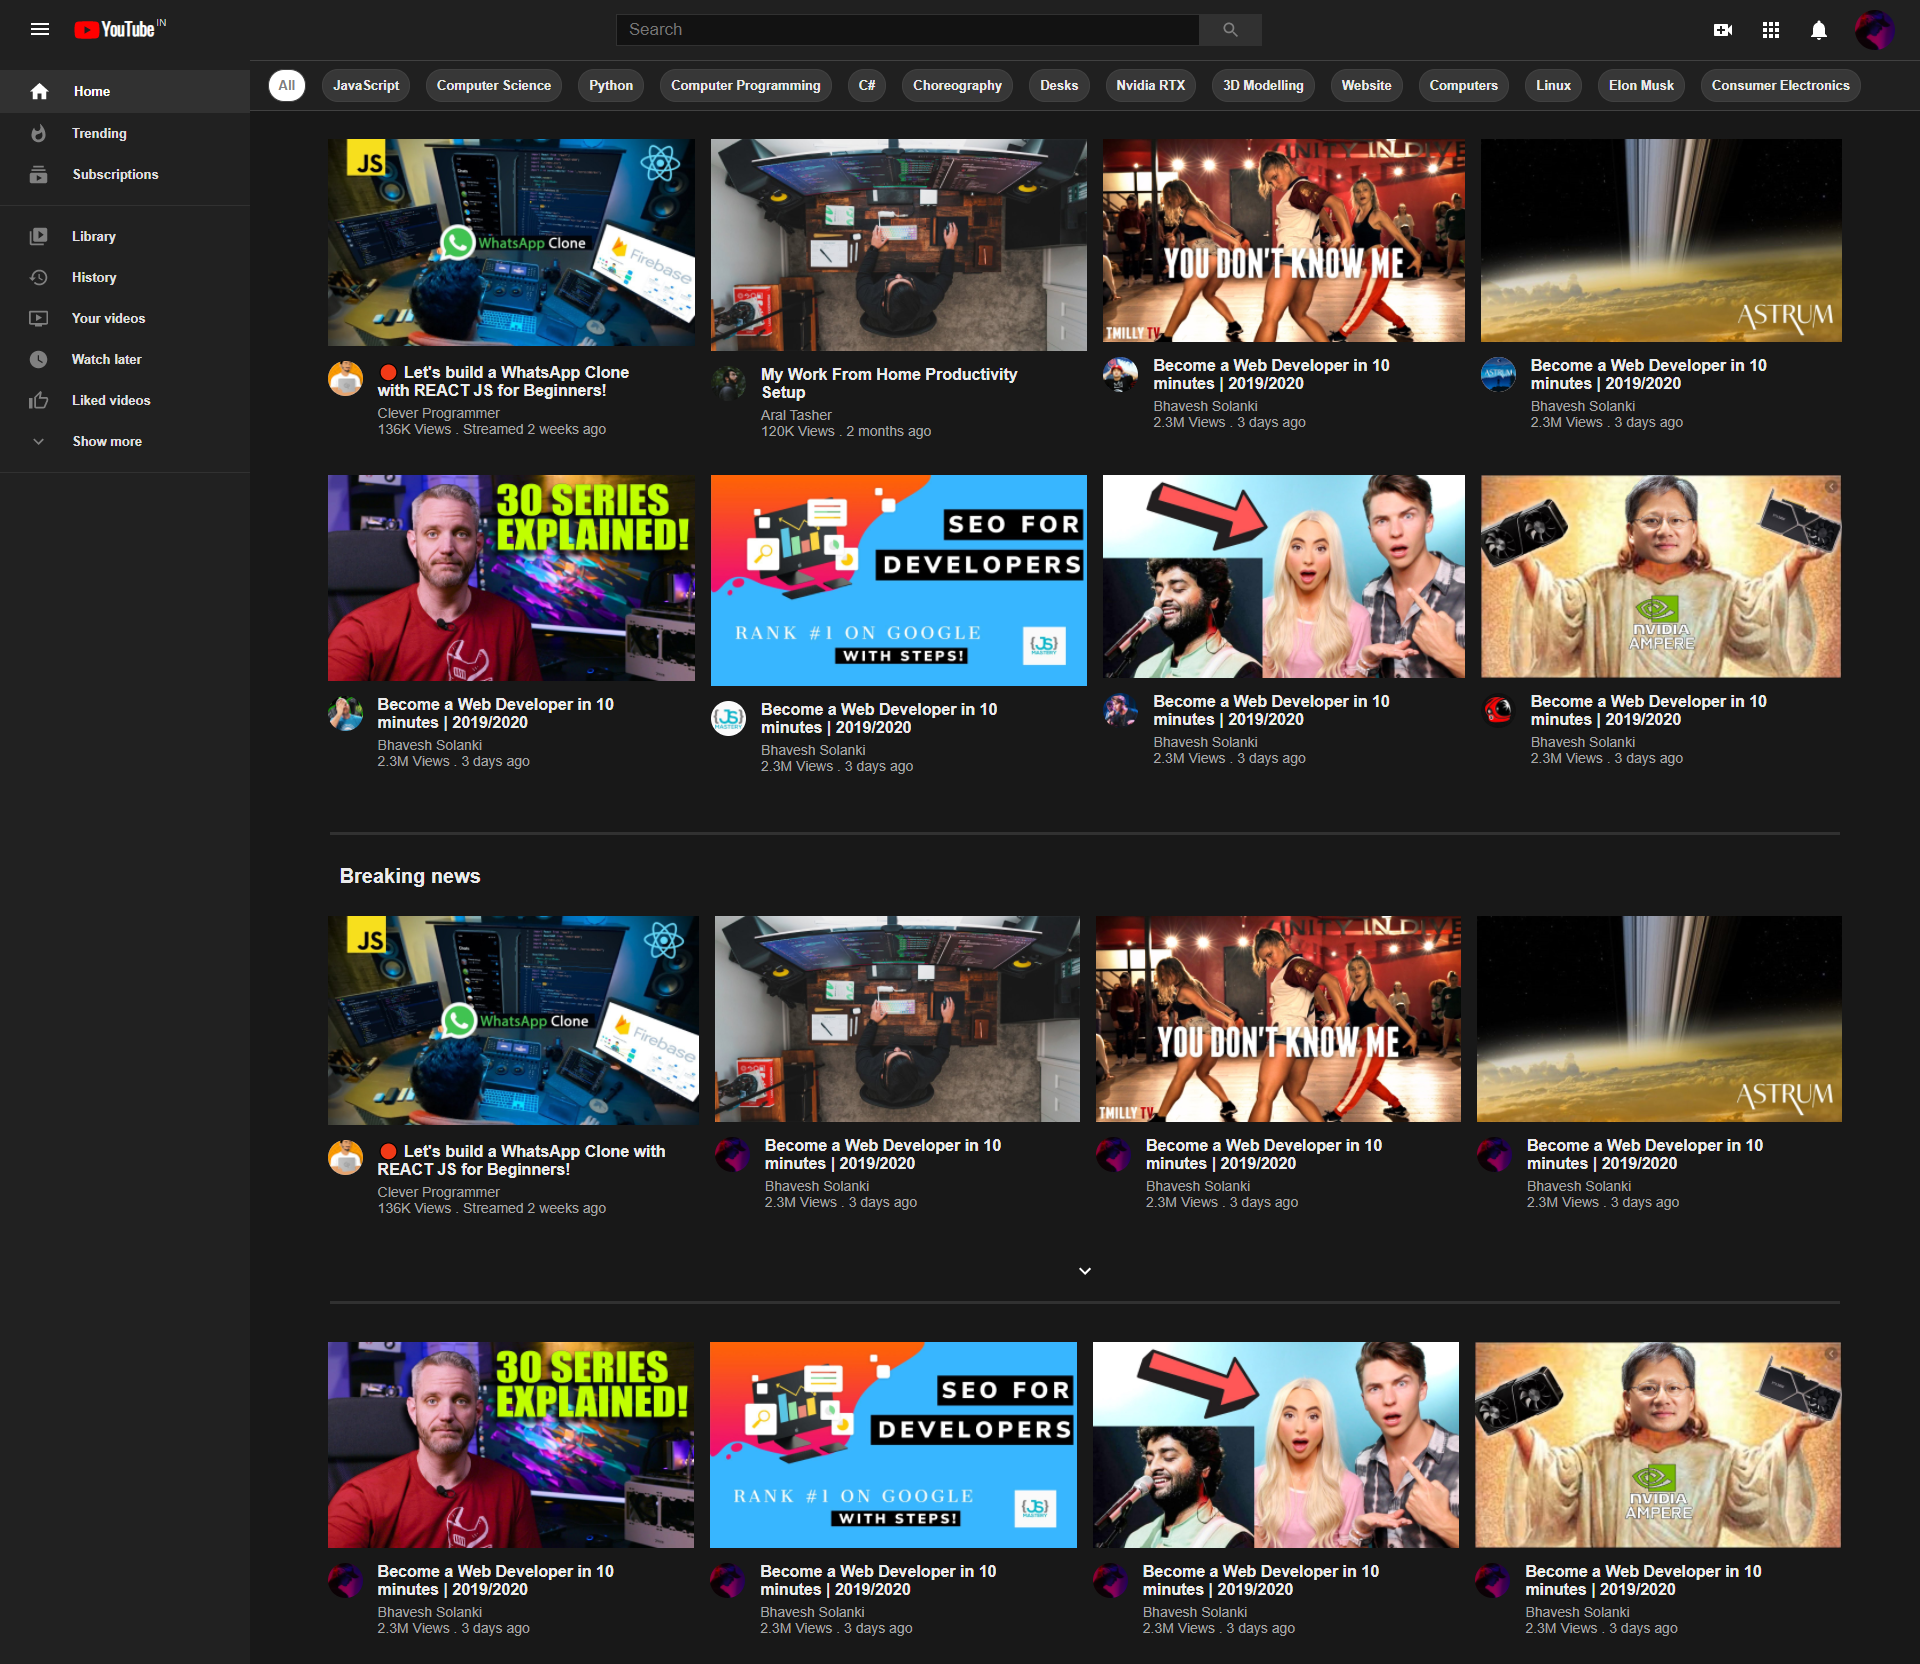 YouTube IN
Search
Home
Trending
Subscriptions
Library
History
Your videos
Watch later
Liked videos
Show more
All
JavaScript
Computer Science
Python
Computer Programming
C#
Choreography
Desks
Nvidia RTX
3D Modelling
Website
Computers
Linux
Elon Musk
Consumer Electronics
JS
WhatsApp Clone
Firebase
🔴 Let's build a WhatsApp Clone
with REACT JS for Beginners!
Clever Programmer
136K Views . Streamed 2 weeks ago
My Work From Home Productivity
Setup
Aral Tasher
120K Views . 2 months ago
YOU DON'T KNOW ME
TMILLY TV
Become a Web Developer in 10
minutes | 2019/2020
Bhavesh Solanki
2.3M Views . 3 days ago
ASTRUM
ASTRUM
Become a Web Developer in 10
minutes | 2019/2020
Bhavesh Solanki
2.3M Views . 3 days ago
30 SERIES
EXPLAINED!
Become a Web Developer in 10
minutes | 2019/2020
Bhavesh Solanki
2.3M Views . 3 days ago
SEO FOR
DEVELOPERS
RANK #1 ON GOOGLE
WITH STEPS!
{JS}
MASTERY
{JS}
MASTERY
Become a Web Developer in 10
minutes | 2019/2020
Bhavesh Solanki
2.3M Views . 3 days ago
Become a Web Developer in 10
minutes | 2019/2020
Bhavesh Solanki
2.3M Views . 3 days ago
NVIDIA
AMPERE
Become a Web Developer in 10
minutes | 2019/2020
Bhavesh Solanki
2.3M Views . 3 days ago
Breaking news
JS
WhatsApp Clone
Firebase
🔴 Let's build a WhatsApp Clone with
REACT JS for Beginners!
Clever Programmer
136K Views . Streamed 2 weeks ago
Become a Web Developer in 10
minutes | 2019/2020
Bhavesh Solanki
2.3M Views . 3 days ago
YOU DON'T KNOW ME
TMILLY TV
Become a Web Developer in 10
minutes | 2019/2020
Bhavesh Solanki
2.3M Views . 3 days ago
ASTRUM
Become a Web Developer in 10
minutes | 2019/2020
Bhavesh Solanki
2.3M Views . 3 days ago
30 SERIES
EXPLAINED!
Become a Web Developer in 10
minutes | 2019/2020
Bhavesh Solanki
2.3M Views . 3 days ago
SEO FOR
DEVELOPERS
RANK #1 ON GOOGLE
WITH STEPS!
{JS}
MASTERY
Become a Web Developer in 10
minutes | 2019/2020
Bhavesh Solanki
2.3M Views . 3 days ago
Become a Web Developer in 10
minutes | 2019/2020
Bhavesh Solanki
2.3M Views . 3 days ago
NVIDIA
AMPERE
Become a Web Developer in 10
minutes | 2019/2020
Bhavesh Solanki
2.3M Views . 3 days ago